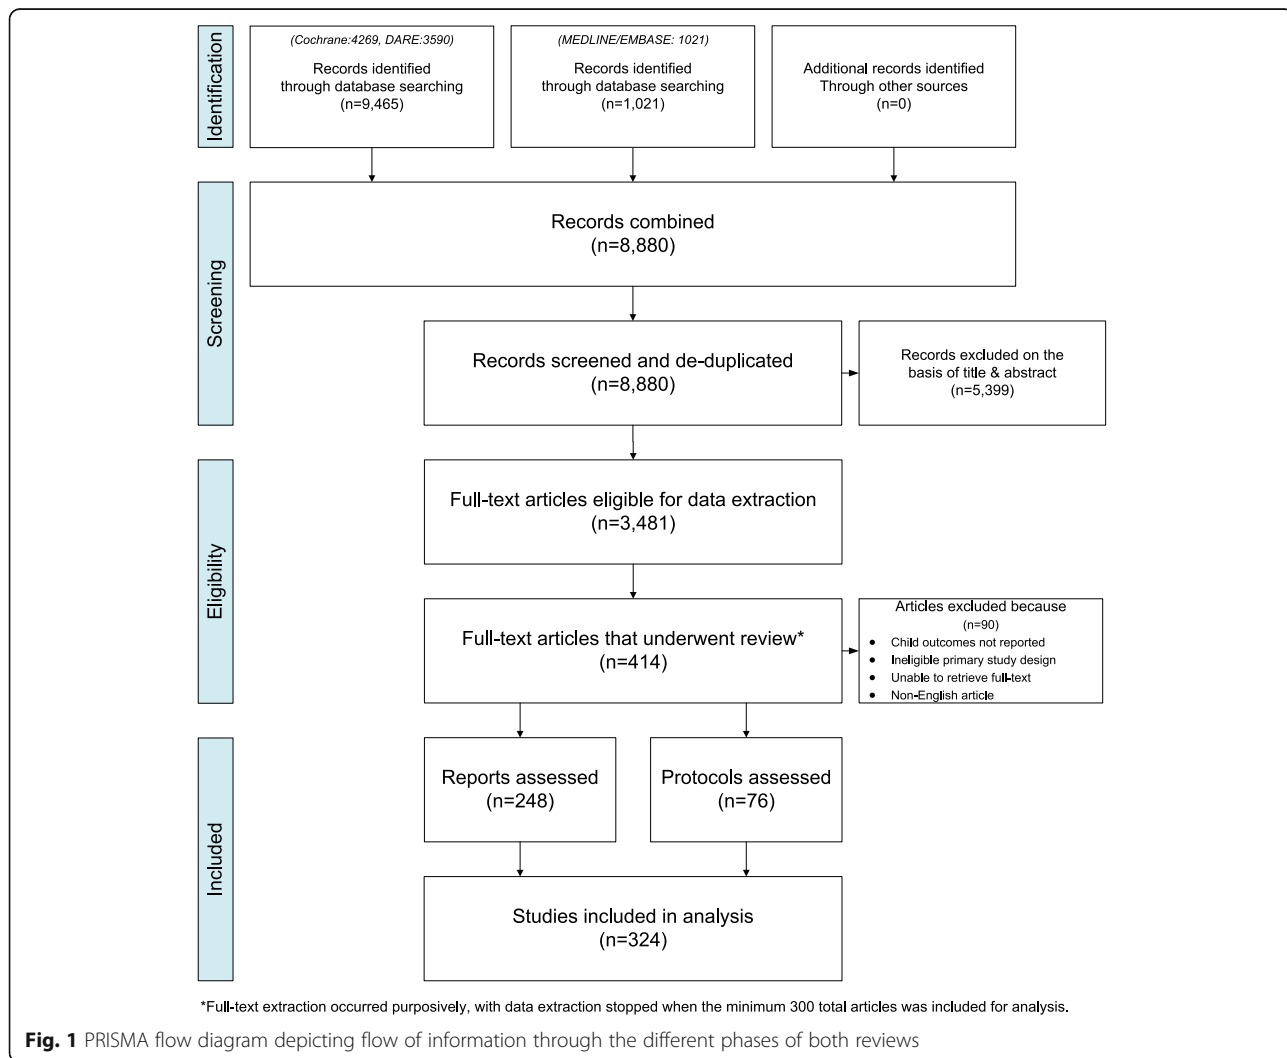 Identification
(Cochrane:4269, DARE:3590)
Records identified
through database searching
(n=9,465)
(MEDLINE/EMBASE: 1021)
Records identified
through database searching
(n=1,021)
Additional records identified
Through other sources
(n=0)
Screening
Records combined
(n=8,880)
Records screened and de-duplicated
(n=8,880)
Records excluded on the
basis of title & abstract
(n=5,399)
Eligibility
Full-text articles eligible for data extraction
(n=3,481)
Full-text articles that underwent review*
(n=414)
Articles excluded because
(n=90)
• Child outcomes not reported
• Ineligible primary study design
• Unable to retrieve full-text
• Non-English article
Included
Reports assessed
(n=248)
Protocols assessed
(n=76)
Studies included in analysis
(n=324)
*Full-text extraction occurred purposively, with data extraction stopped when the minimum 300 total articles was included for analysis.
Fig. 1 PRISMA flow diagram depicting flow of information through the different phases of both reviews